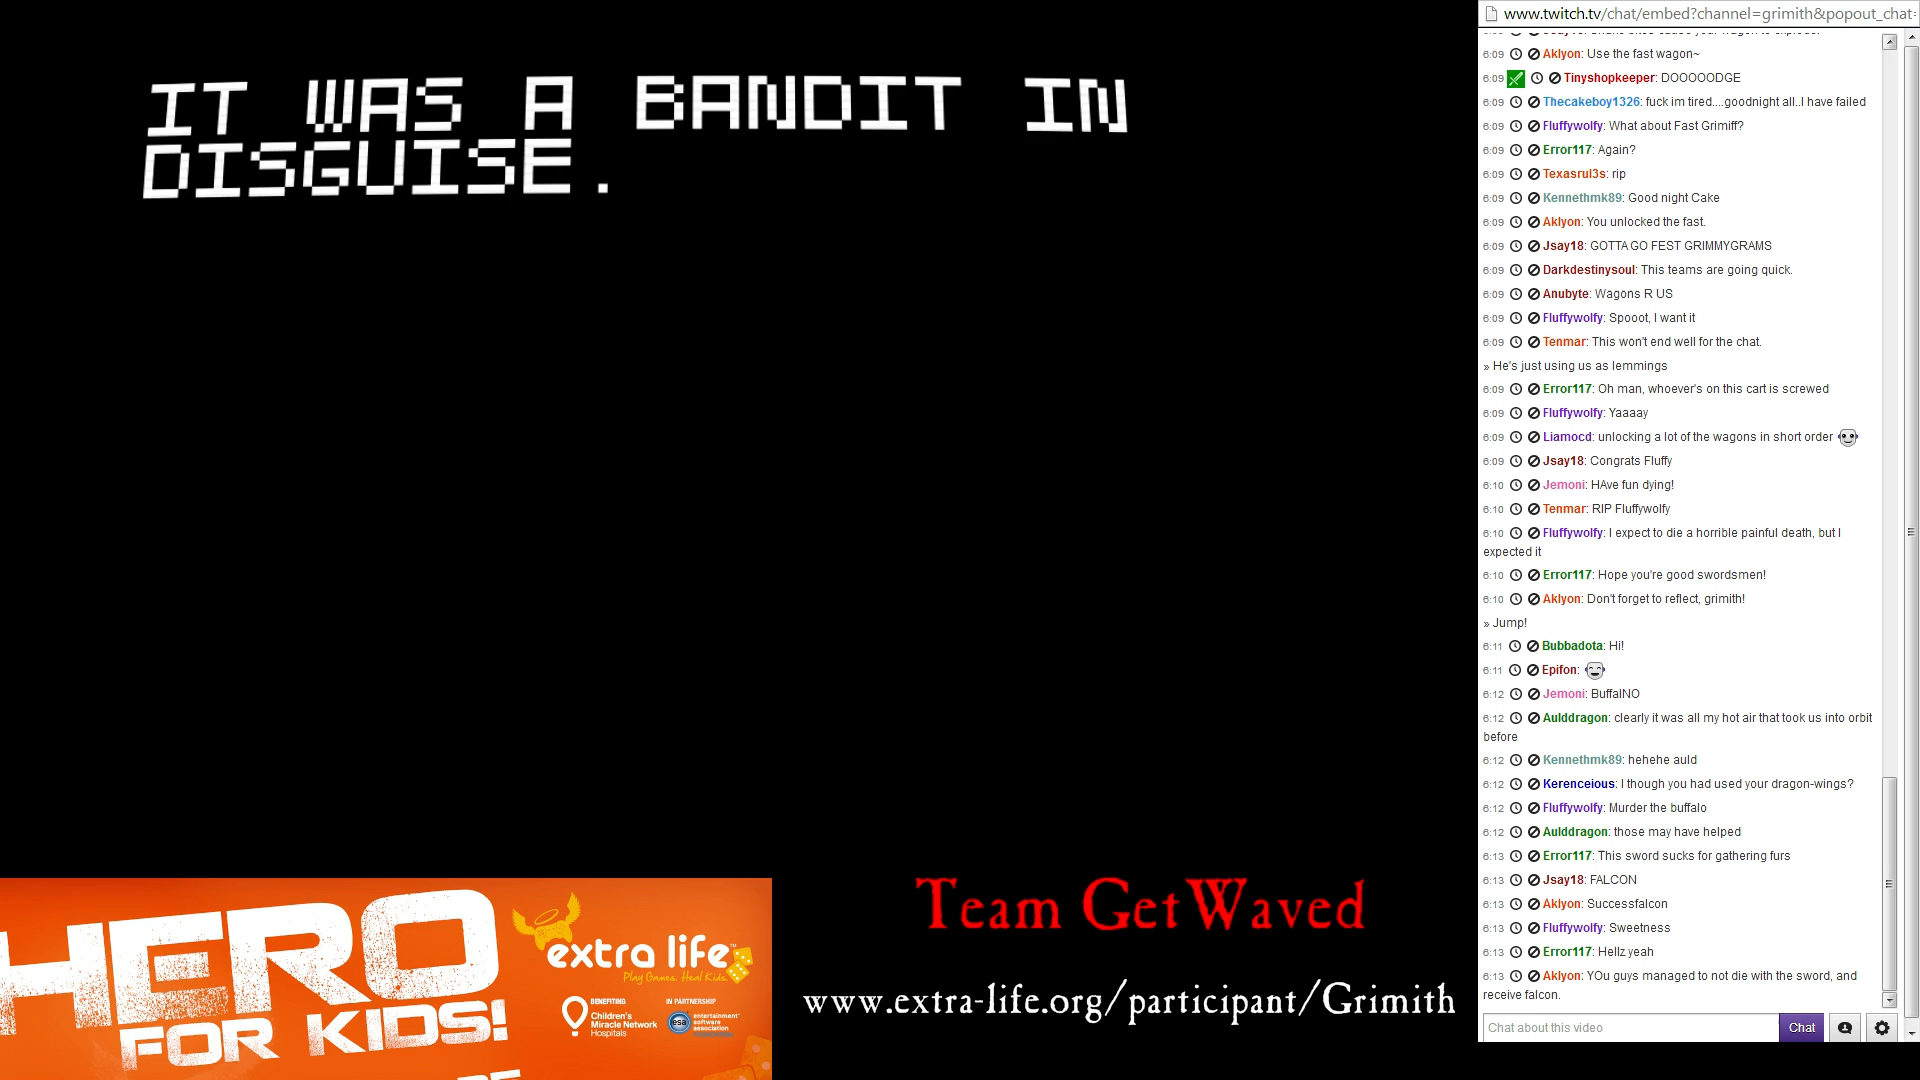 IT WAS A BANDIT IN
DISGUISE.
HERO
FOR KIDS!
extra life™
Play Games. Heal Kids.
BENEFITING
Children's
Miracle Network
Hospitals
IN PARTNERSHIP
esa
entertainment
software
association
Team GetWaved
www.extra-life.org/participant/Grimith
www.twitch.tv/chat/embed?channel=grimith&popout_chat=
6:09 Aklyon: Use the fast wagon~
6:09 Tinyshopkeeper: DOOOOODGE
6:09 Thecakeboy1326: fuck im tired....goodnight all..I have failed
6:09 Fluffywolfy: What about Fast Grimiff?
6:09 Error117: Again?
6:09 Texasrul3s: rip
6:09 Kennethmk89: Good night Cake
6:09 Aklyon: You unlocked the fast.
6:09 Jsay18: GOTTA GO FEST GRIMMYGRAMS
6:09 Darkdestinysoul: This teams are going quick.
6:09 Anubyte: Wagons R US
6:09 Fluffywolfy: Spooot, I want it
6:09 Tenmar: This won't end well for the chat.
» He's just using us as lemmings
6:09 Error117: Oh man, whoever's on this cart is screwed
6:09 Fluffywolfy: Yaaaay
6:09 Liamocd: unlocking a lot of the wagons in short order
6:09 Jsay18: Congrats Fluffy
6:10 Jemoni: HAve fun dying!
6:10 Tenmar: RIP Fluffywolfy
6:10 Fluffywolfy: I expect to die a horrible painful death, but I
expected it
6:10 Error117: Hope you're good swordsmen!
6:10 Aklyon: Don't forget to reflect, grimith!
» Jump!
6:11 Bubbadota: Hi!
6:11 Epifon:
6:12 Jemoni: BuffalNO
6:12 Aulddragon: clearly it was all my hot air that took us into orbit
before
6:12 Kennethmk89: hehehe auld
6:12 Kerenceious: I though you had used your dragon-wings?
6:12 Fluffywolfy: Murder the buffalo
6:12 Aulddragon: those may have helped
6:13 Error117: This sword sucks for gathering furs
6:13 Jsay18: FALCON
6:13 Aklyon: Successfalcon
6:13 Fluffywolfy: Sweetness
6:13 Error117: Hellz yeah
6:13 Aklyon: YOu guys managed to not die with the sword, and
receive falcon.
Chat about this video
Chat